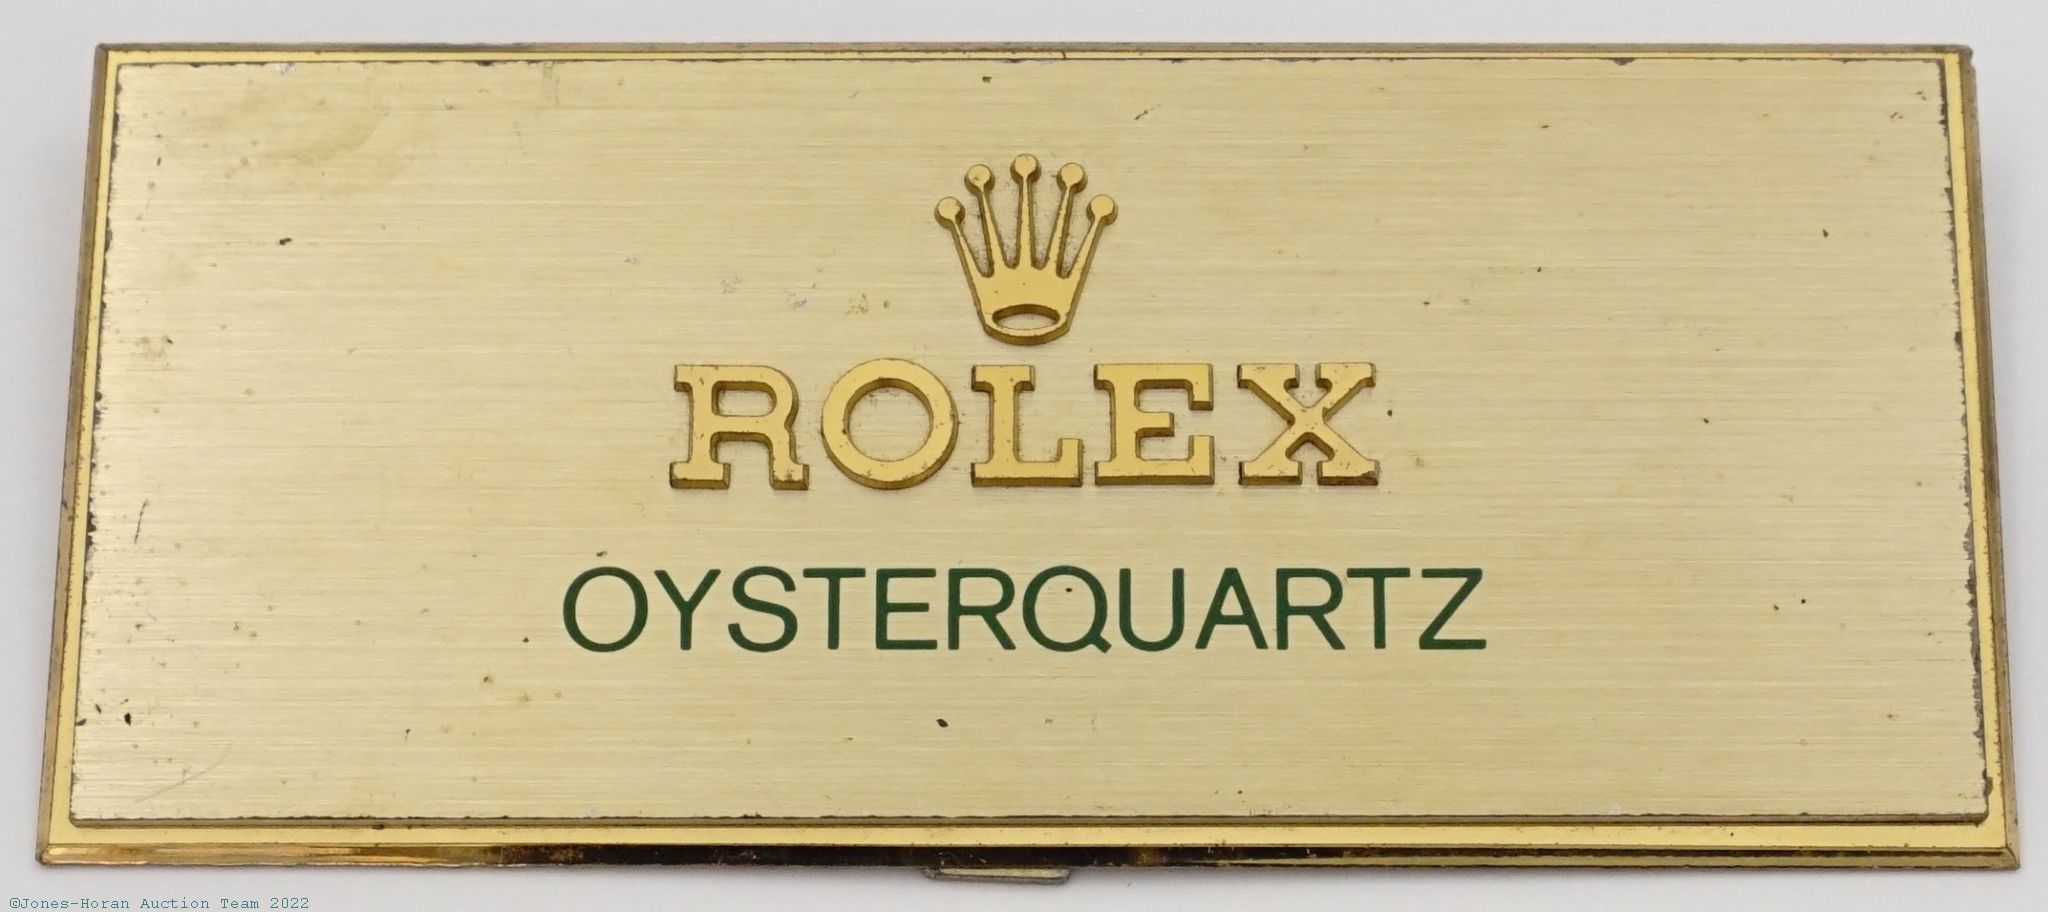 ROLEX
OYSTERQUARTZ
©Jones-Horan Auction Team 2022